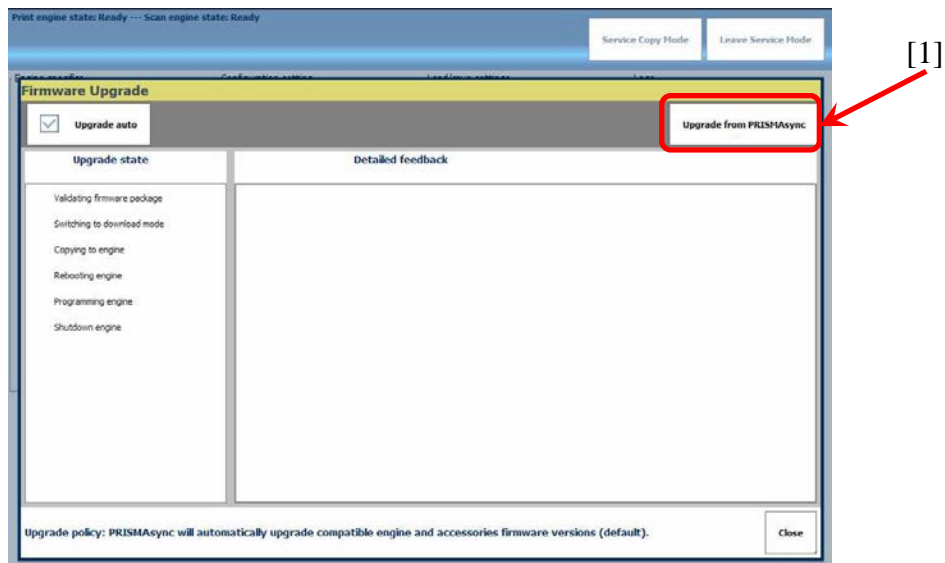 Print engine state: Ready --- Scan engine state: Ready
Service Copy Mode
Leave Service Mode
[1]
Firmware Upgrade
Upgrade auto
Upgrade from PRISMAsync
Upgrade state
Detailed feedback
Validating firmware package
Switching to download mode
Copying to engine
Rebooting engine
Programming engine
Shutdown engine
Upgrade policy: PRISMAsync will automatically upgrade compatible engine and accessories firmware versions (default).
Close